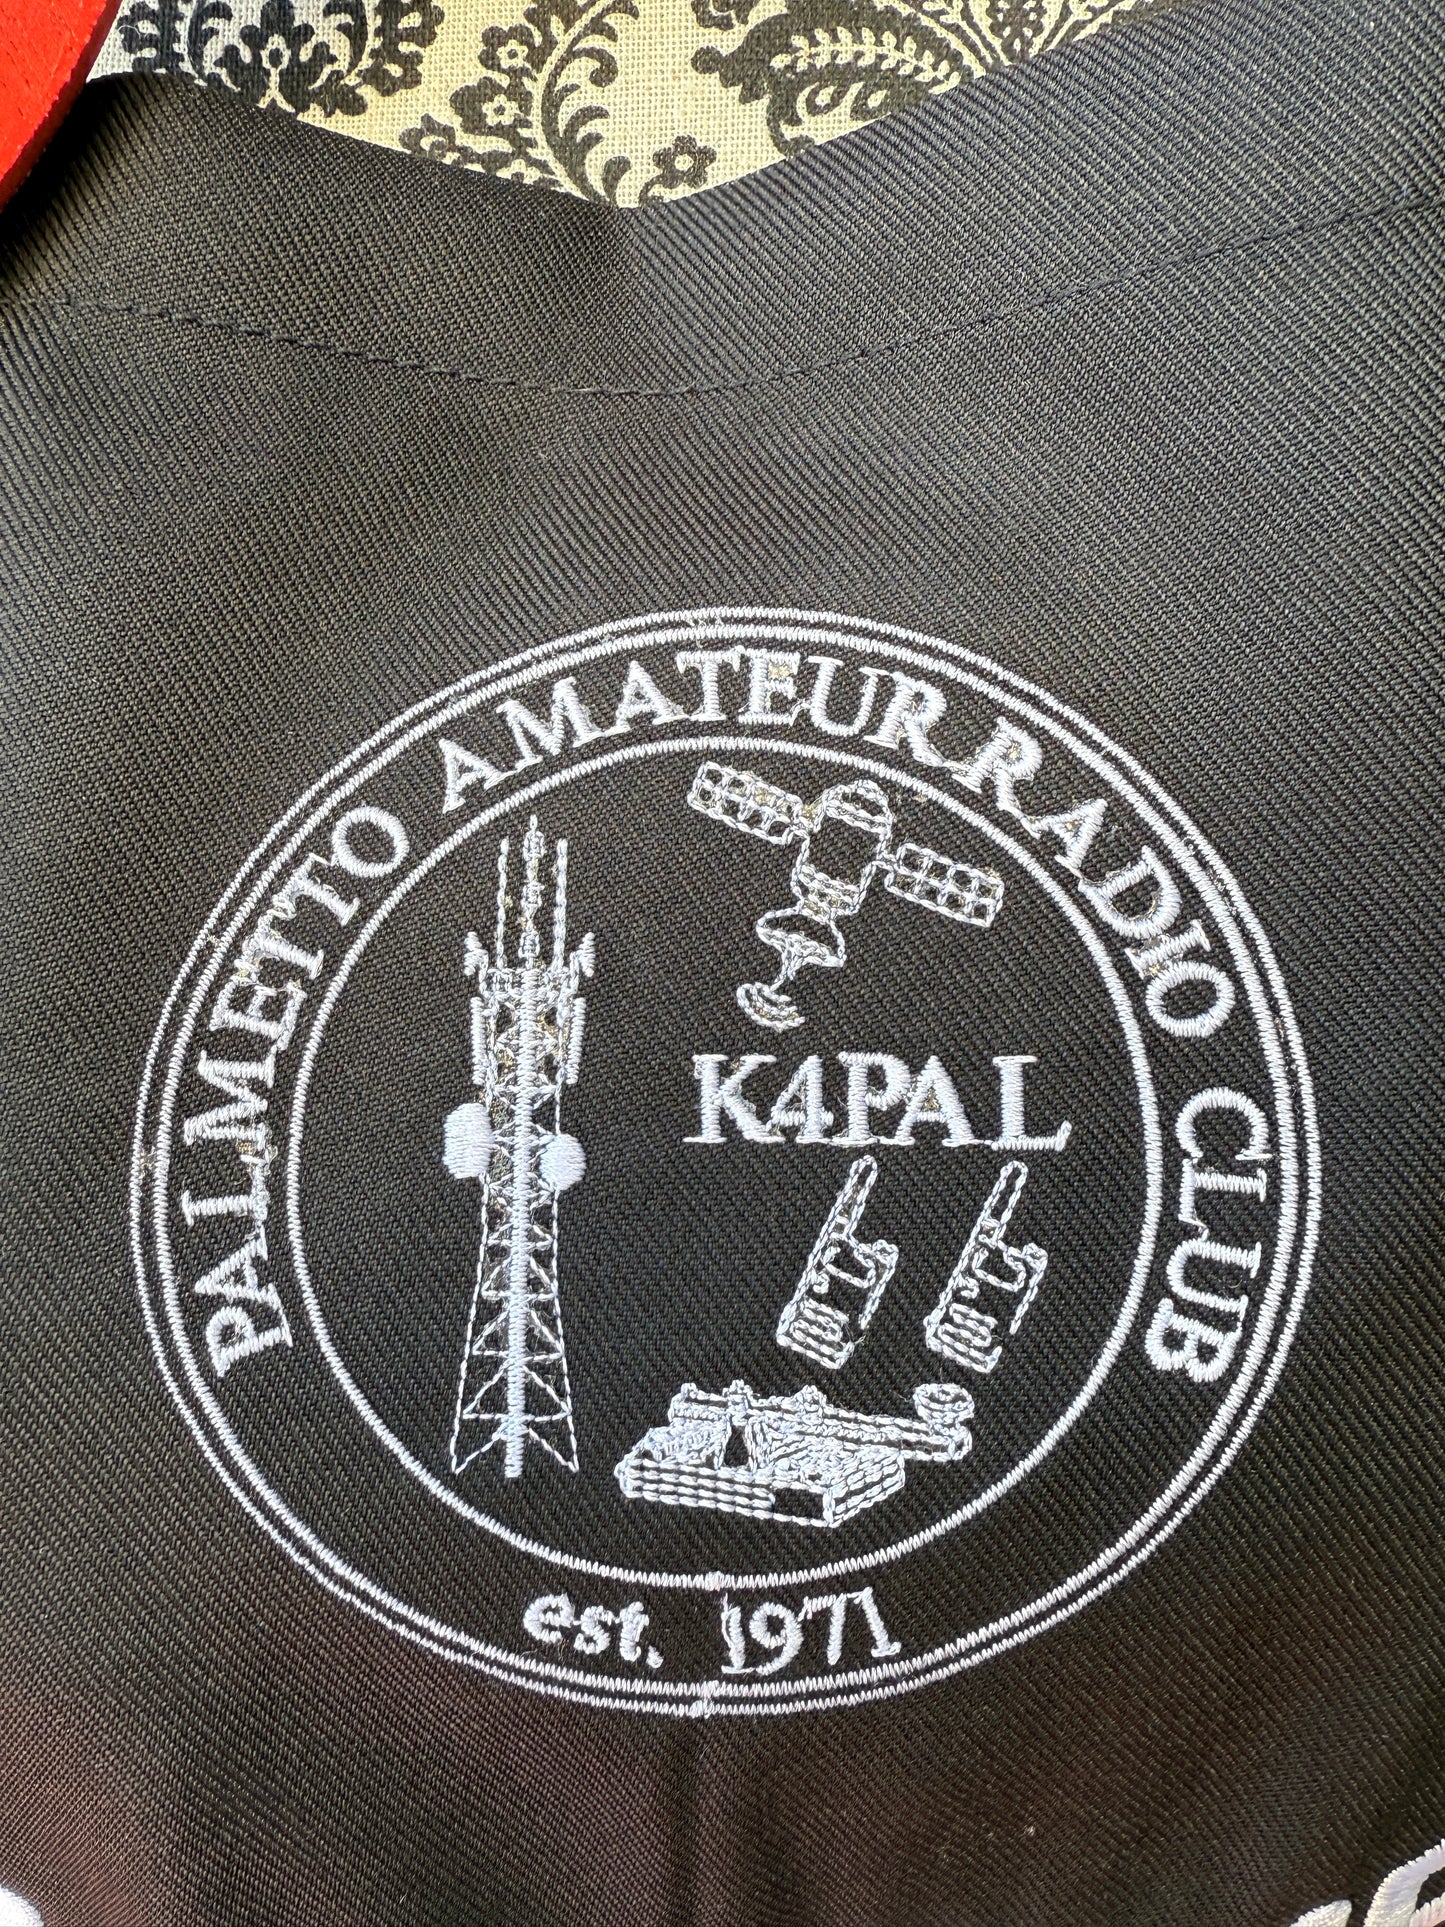 PALMETTO AMATEUR RADIO CLUB
K4PAL
est. 1971